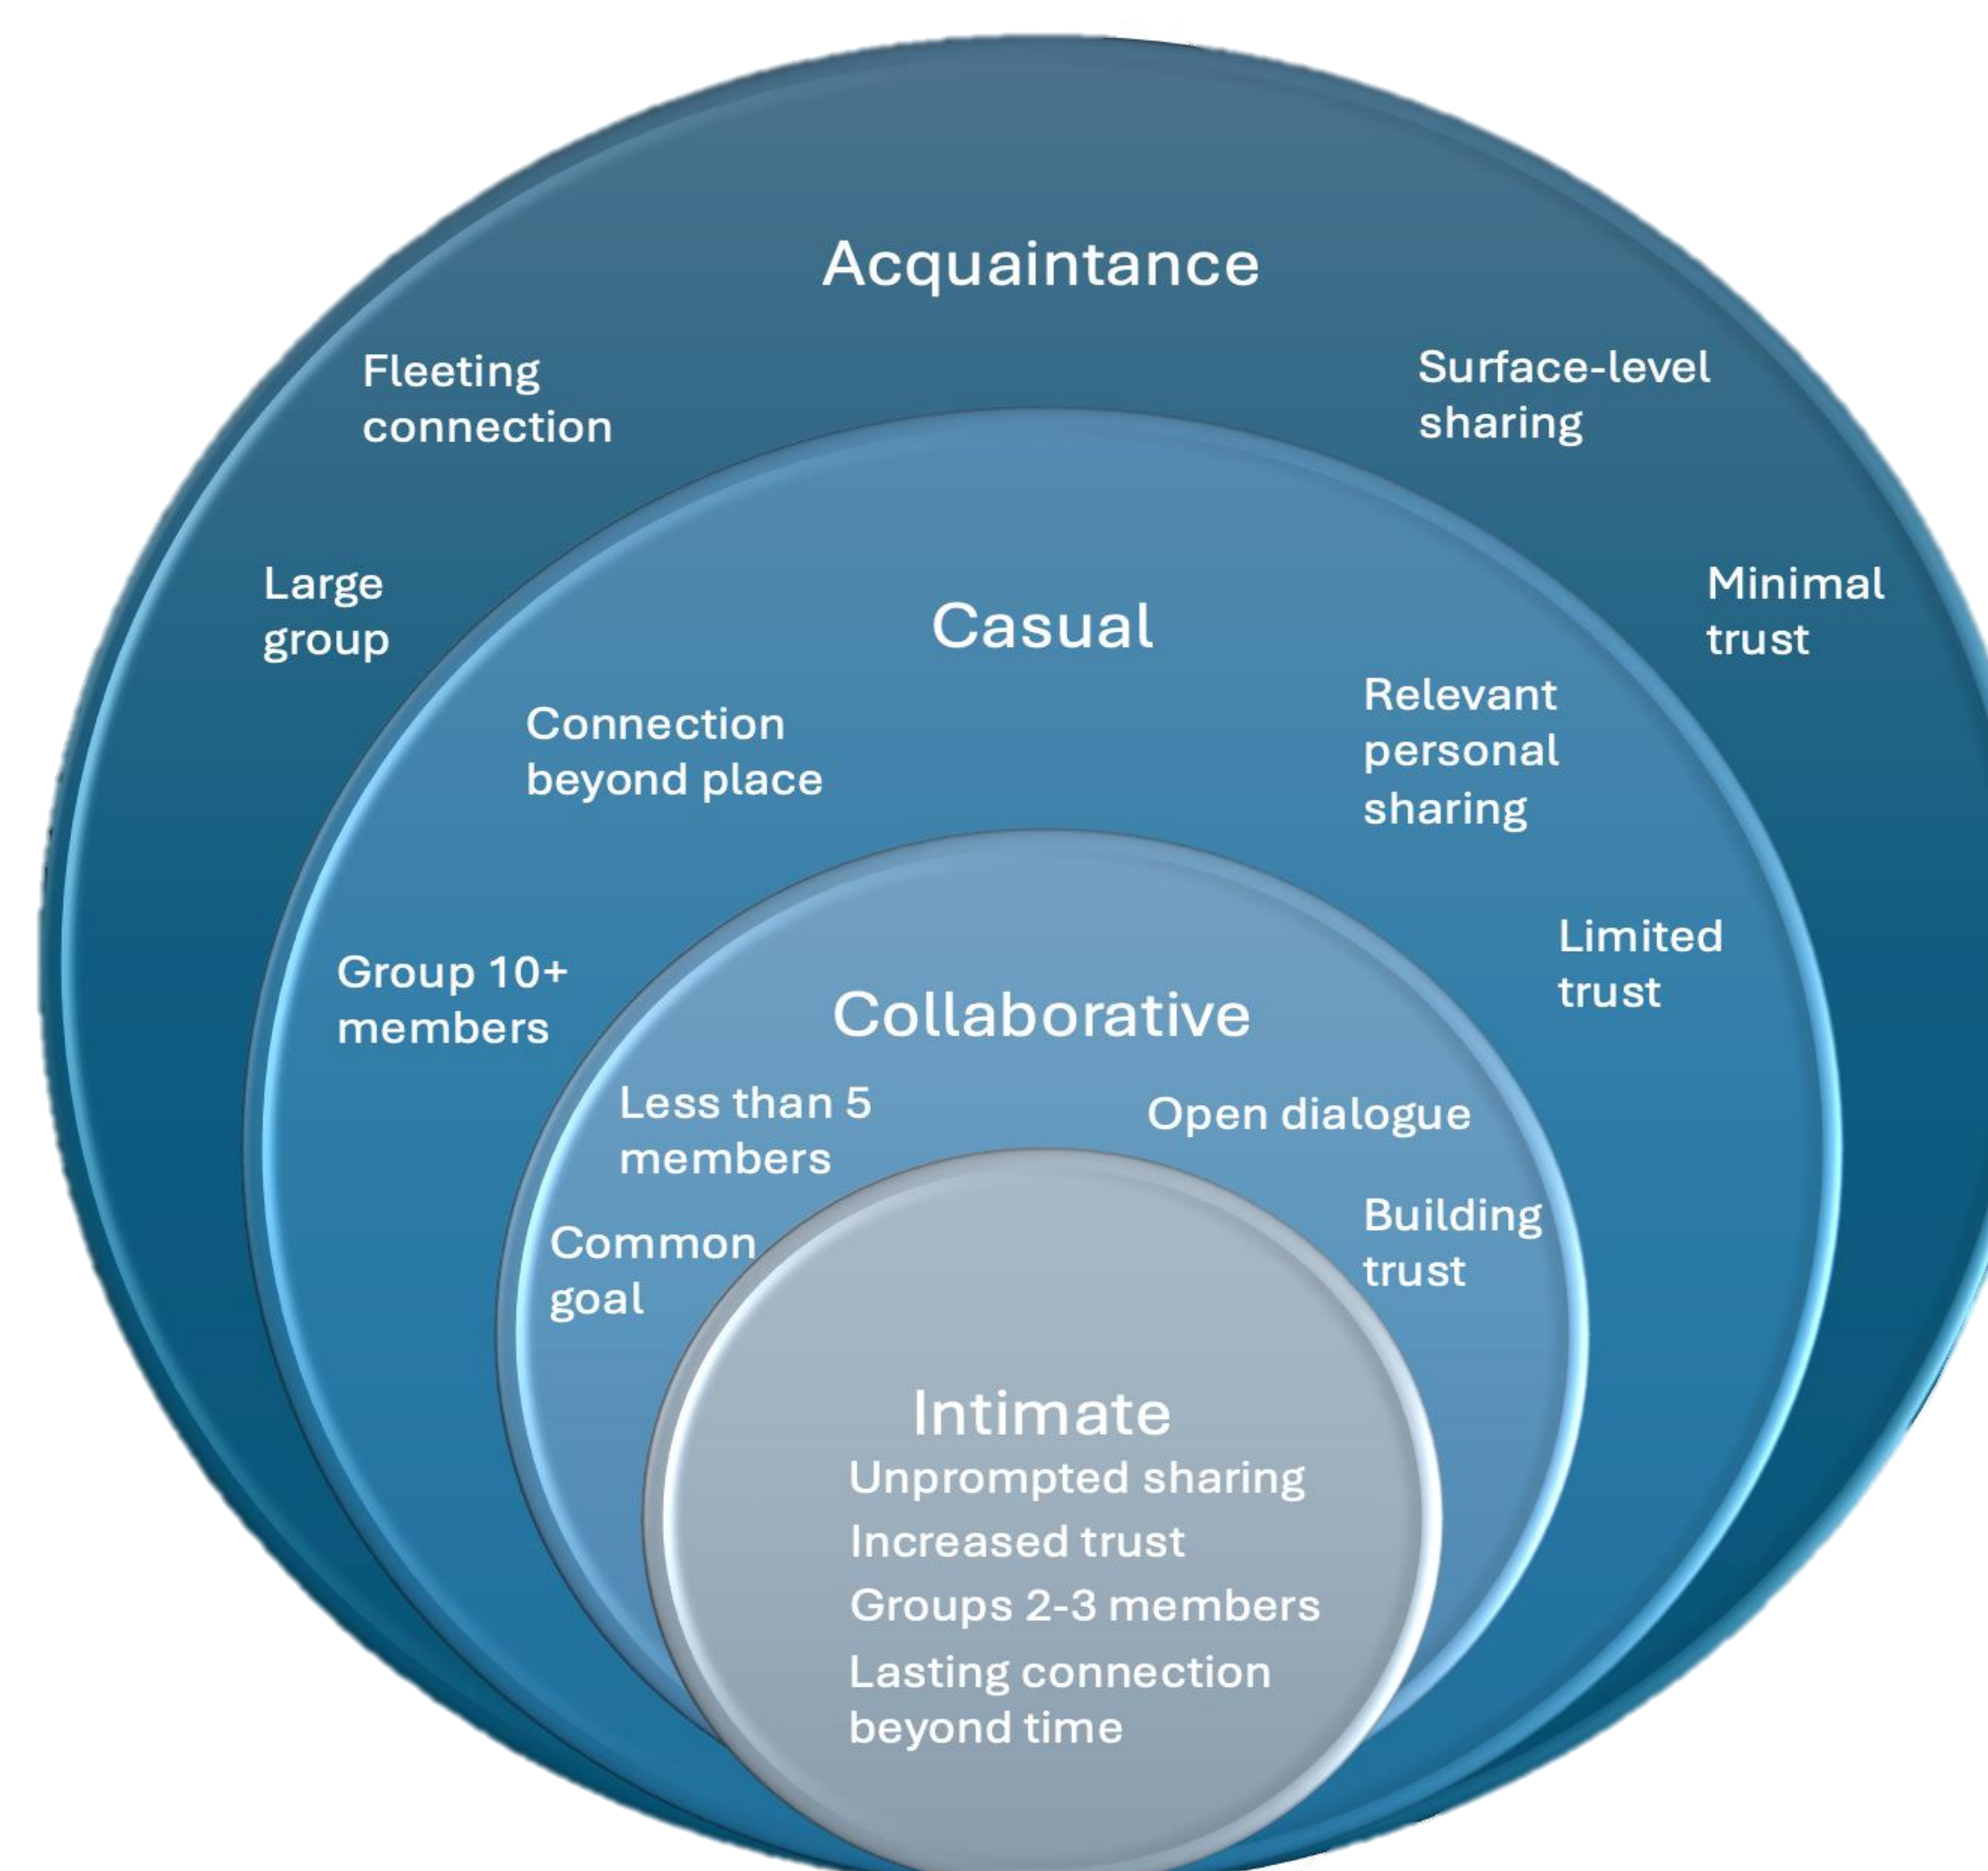 Acquaintance
Fleeting
connection
Surface-level
sharing
Large
group
Minimal
trust
Casual
Connection
beyond place
Relevant
personal
sharing
Group 10+
members
Limited
trust
Collaborative
Less than 5
members
Open dialogue
Common
goal
Building
trust
Intimate
Unprompted sharing
Increased trust
Groups 2-3 members
Lasting connection
beyond time